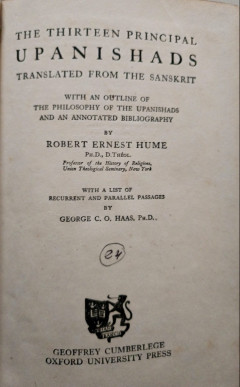 THE THIRTEEN PRINCIPAL
UPANISHADS
TRANSLATED FROM THE SANSKRIT
WITH AN OUTLINE OF
THE PHILOSOPHY OF THE UPANISHADS
AND AN ANNOTATED BIBLIOGRAPHY
BY
ROBERT ERNEST HUME
PH.D., D.THEOL.
Professor of the History of Religions,
Union Theological Seminary, New York
WITH A LIST OF
RECURRENT AND PARALLEL PASSAGES
BY
GEORGE C. O. HAAS, PH.D.
24
GEOFFREY CUMBERLEGE
OXFORD UNIVERSITY PRESS